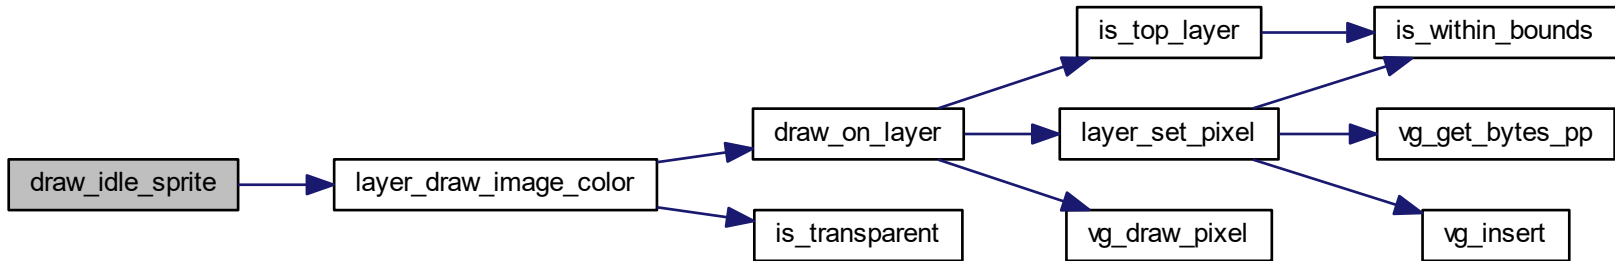 draw_idle_sprite
layer_draw_image_color
draw_on_layer
is_transparent
is_top_layer
layer_set_pixel
vg_draw_pixel
is_within_bounds
vg_get_bytes_pp
vg_insert